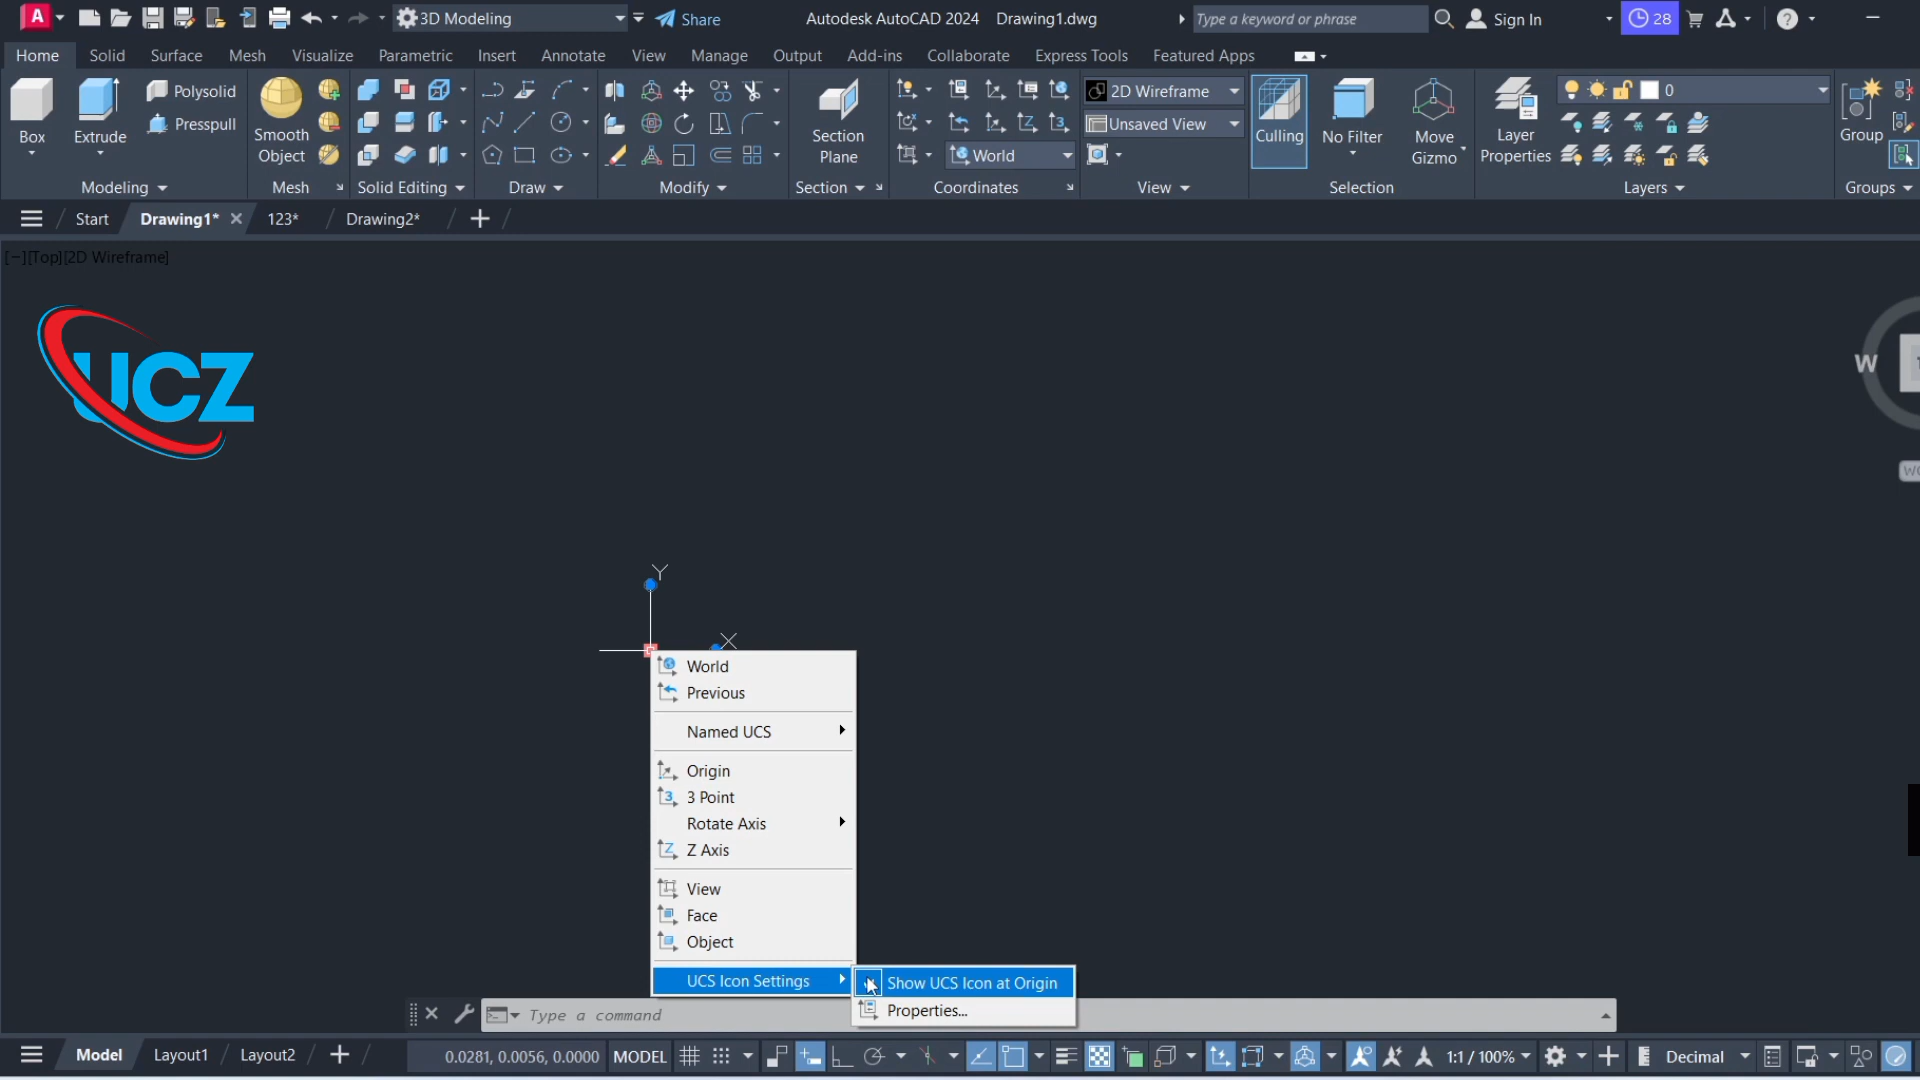 A 3D Modeling Share Autodesk AutoCAD 2024 Drawing1.dwg Type a keyword or phrase Sign In 28
Home Solid Surface Mesh Visualize Parametric Insert Annotate View Manage Output Add-ins Collaborate Express Tools Featured Apps
Box
Extrude
Polysolid
Presspull
Smooth
Object
Section
Plane
World
2D Wireframe
Unsaved View
Culling
No Filter
Move
Gizmo
Layer
Properties
0
Group
Modeling Mesh Solid Editing Draw Modify Section Coordinates View Selection Layers Groups
Start Drawing1* 123* Drawing2*
[−][Top][2D Wireframe]
UCZ
W
Y
X
World
Previous
Named UCS
Origin
3 Point
Rotate Axis
Z Axis
View
Face
Object
UCS Icon Settings
Show UCS Icon at Origin
Properties...
Type a command
Model Layout1 Layout2 0.0281, 0.0056, 0.0000 MODEL 1:1 / 100% Decimal